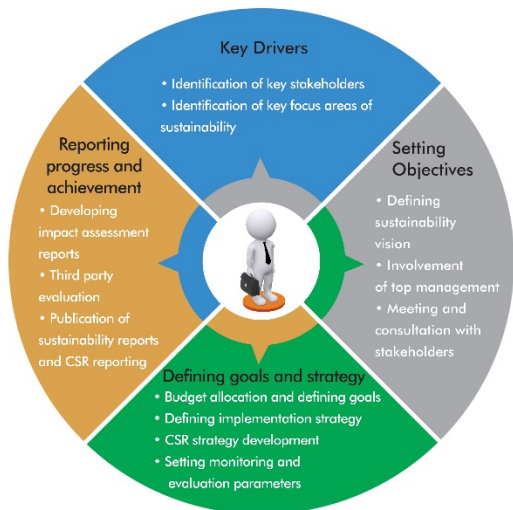 Key Drivers
• Identification of key stakeholders
• Identification of key focus areas of
sustainability
Setting
Objectives
• Defining
sustainability
vision
• Involvement
of top management
• Meeting and
consultation with
stakeholders
Defining goals and strategy
• Budget allocation and defining goals
• Defining implementation strategy
• CSR strategy development
• Setting monitoring and
evaluation parameters
Reporting
progress and
achievement
• Developing
impact assessment
reports
• Third party
evaluation
• Publication of
sustainability reports
and CSR reporting